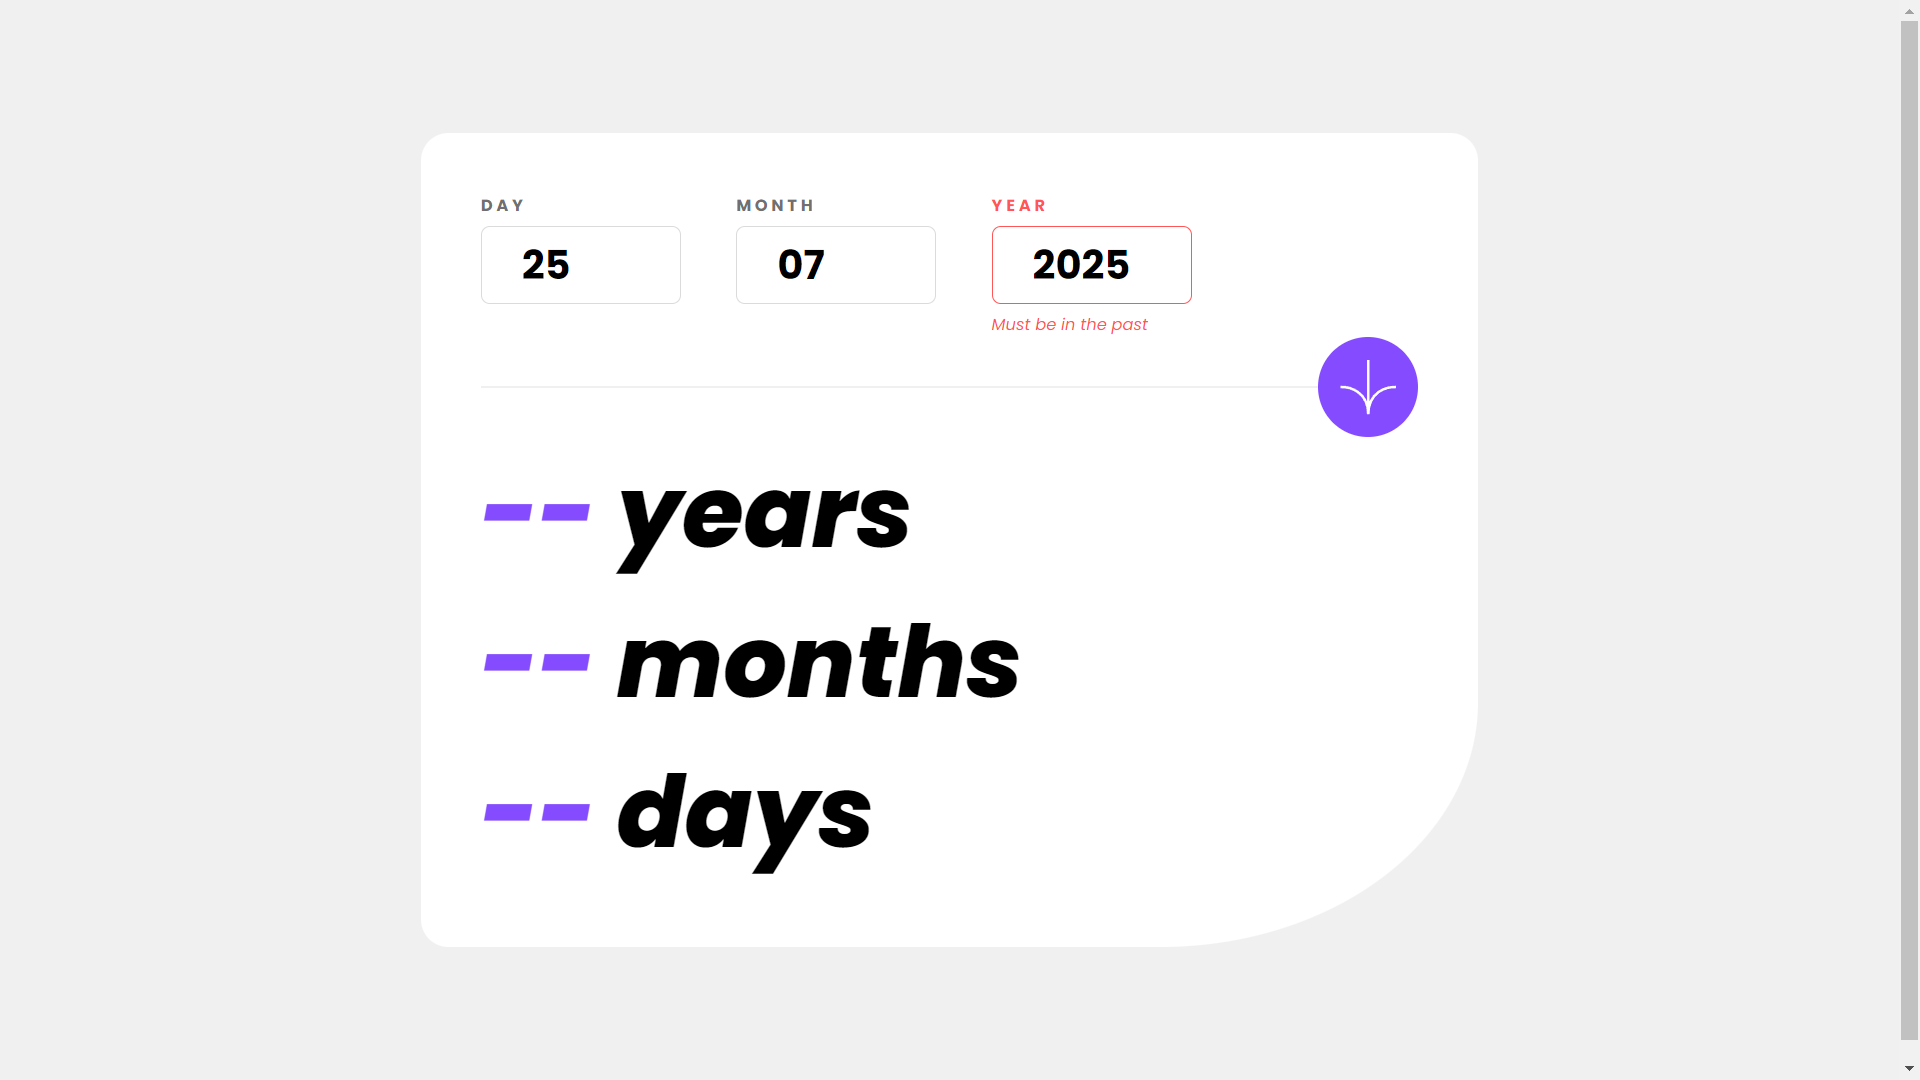 DAY MONTH YEAR
25 07 2025
Must be in the past
-- years
-- months
-- days